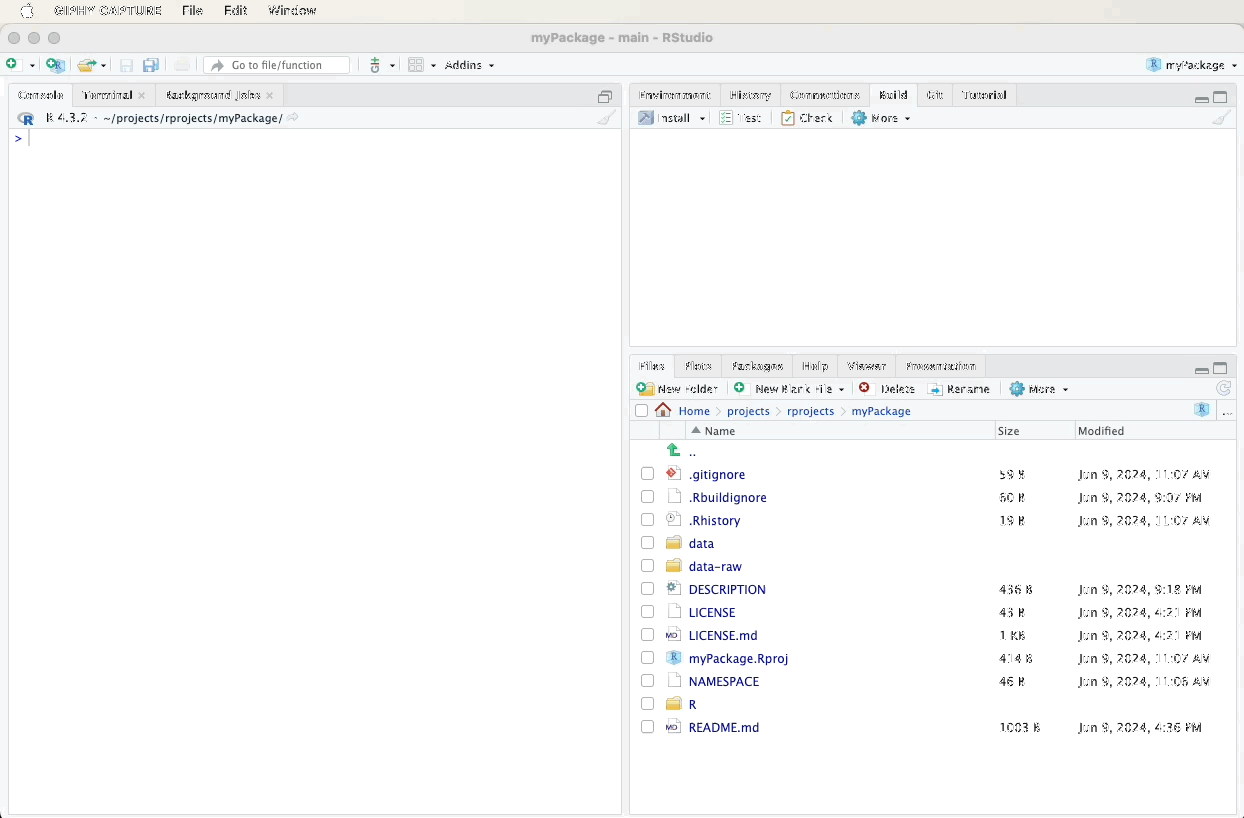 GIPHY CAPTURE File Edit Window
myPackage - main - RStudio
Go to file/function Addins myPackage
Console Terminal Background Jobs
R 4.3.2 · ~/projects/rprojects/myPackage/
>
Environment History Connections Build Git Tutorial
Install Test Check More
Files Plots Packages Help Viewer Presentation
New Folder New Blank File Delete Rename More
Home projects rprojects myPackage ...
Name Size Modified
..
.gitignore 59 B Jun 9, 2024, 11:07 AM
.Rbuildignore 60 B Jun 9, 2024, 9:07 PM
.Rhistory 19 B Jun 9, 2024, 11:07 AM
data
data-raw
DESCRIPTION 436 B Jun 9, 2024, 9:18 PM
LICENSE 43 B Jun 9, 2024, 4:21 PM
LICENSE.md 1 KB Jun 9, 2024, 4:21 PM
myPackage.Rproj 414 B Jun 9, 2024, 11:07 AM
NAMESPACE 46 B Jun 9, 2024, 11:06 AM
R
README.md 1003 B Jun 9, 2024, 4:36 PM